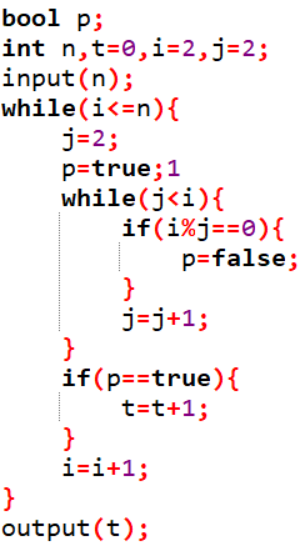 bool p;
int n,t=0,i=2,j=2;
input(n);
while(i<=n){
    j=2;
    p=true;1
    while(j<i){
        if(i%j==0){
            p=false;
        }
        j=j+1;
    }
    if(p==true){
        t=t+1;
    }
    i=i+1;
}
output(t);